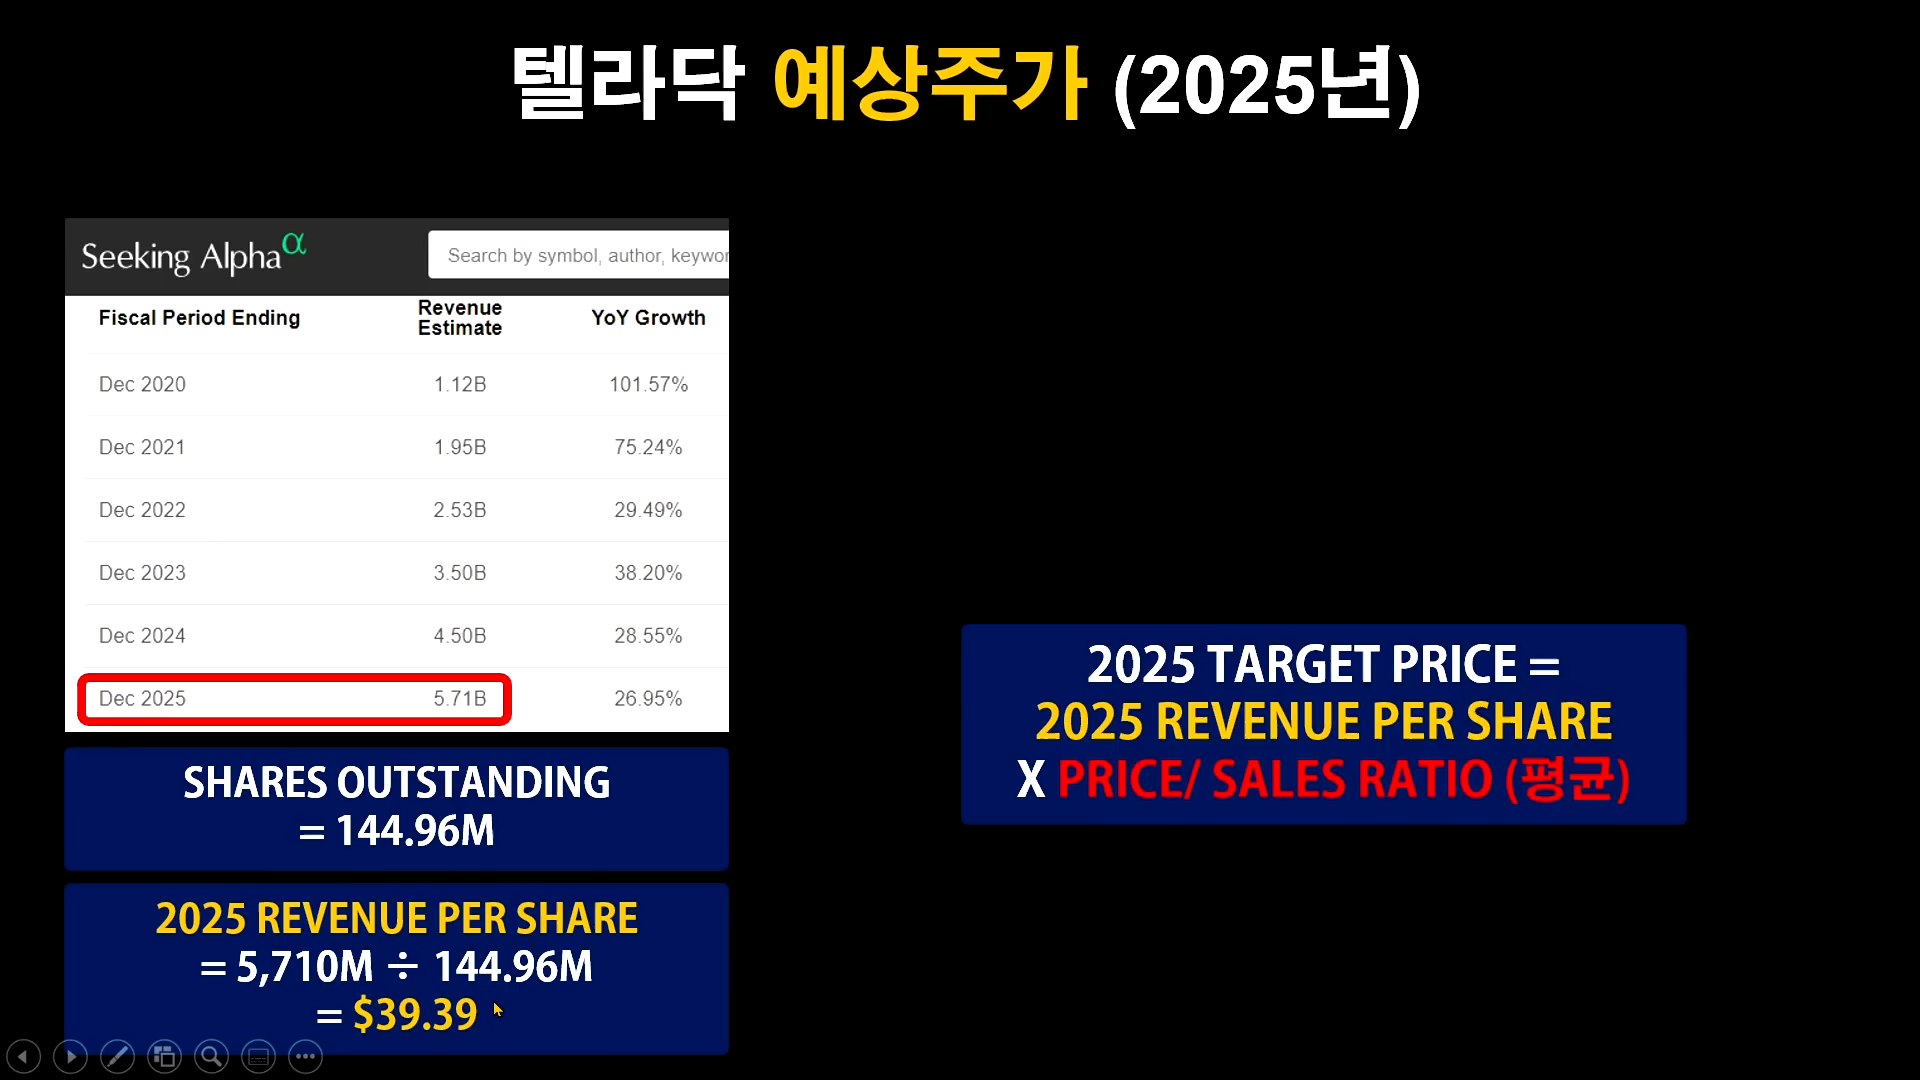 텔라닥 예상주가 (2025년)
Seeking Alpha α
Search by symbol, author, keywor
Fiscal Period Ending Revenue Estimate YoY Growth
Dec 2020 1.12B 101.57%
Dec 2021 1.95B 75.24%
Dec 2022 2.53B 29.49%
Dec 2023 3.50B 38.20%
Dec 2024 4.50B 28.55%
Dec 2025 5.71B 26.95%
SHARES OUTSTANDING
= 144.96M
2025 REVENUE PER SHARE
= 5,710M ÷ 144.96M
= $39.39
2025 TARGET PRICE =
2025 REVENUE PER SHARE
X PRICE/ SALES RATIO (평균)